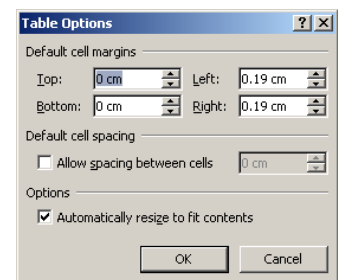 Table Options
Default cell margins
Top: 0 cm Left: 0.19 cm
Bottom: 0 cm Right: 0.19 cm
Default cell spacing
Allow spacing between cells 0 cm
Options
Automatically resize to fit contents
OK Cancel